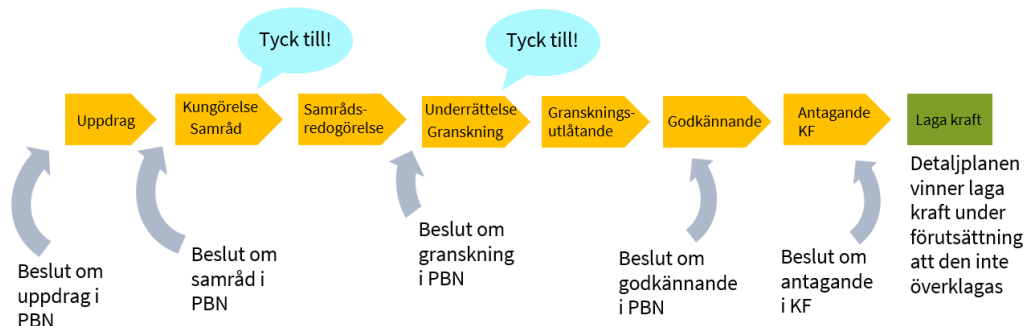 Tyck till!
Tyck till!
Uppdrag
Kungörelse
Samråd
Samråds-
redogörelse
Underrättelse
Granskning
Gransknings-
utlåtande
Godkännande
Antagande
KF
Laga kraft
Beslut om
uppdrag i
PBN
Beslut om
samråd i
PBN
Beslut om
granskning
i PBN
Beslut om
godkännande
i PBN
Beslut om
antagande
i KF
Detaljplanen
vinner laga
kraft under
förutsättning
att den inte
överklagas